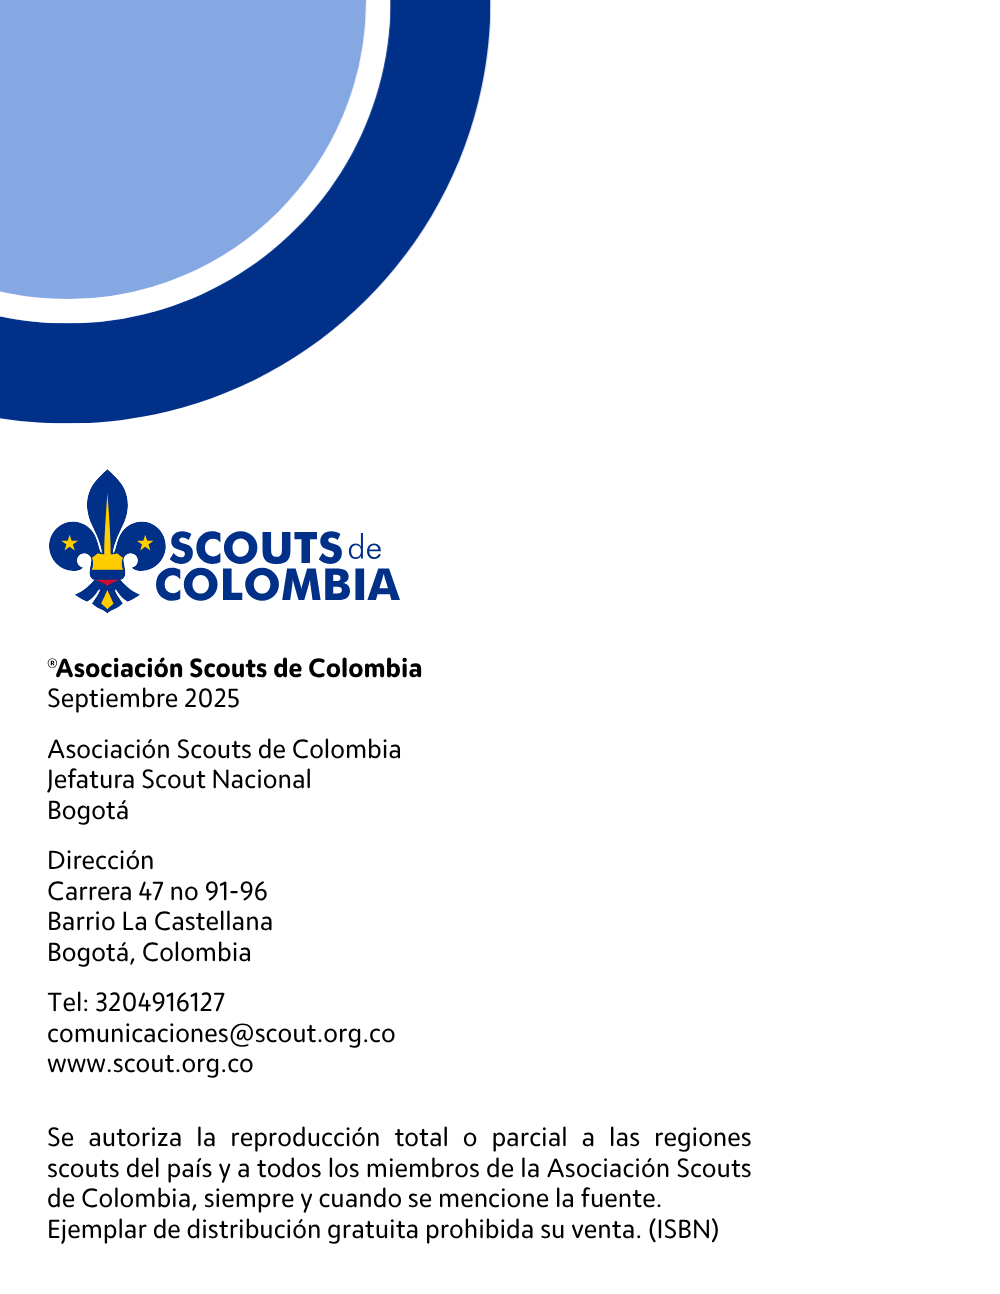 SCOUTS de
COLOMBIA
®Asociación Scouts de Colombia
Septiembre 2025
Asociación Scouts de Colombia
Jefatura Scout Nacional
Bogotá
Dirección
Carrera 47 no 91-96
Barrio La Castellana
Bogotá, Colombia
Tel: 3204916127
comunicaciones@scout.org.co
www.scout.org.co
Se autoriza la reproducción total o parcial a las regiones
scouts del país y a todos los miembros de la Asociación Scouts
de Colombia, siempre y cuando se mencione la fuente.
Ejemplar de distribución gratuita prohibida su venta. (ISBN)